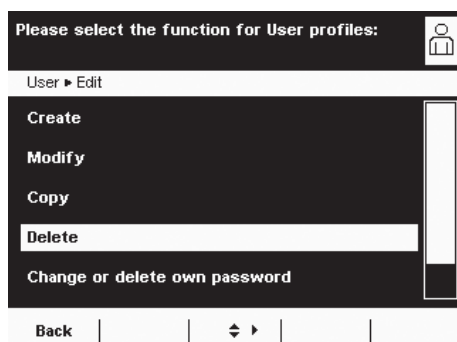 Please select the function for User profiles:
User ▸ Edit
Create
Modify
Copy
Delete
Change or delete own password
Back